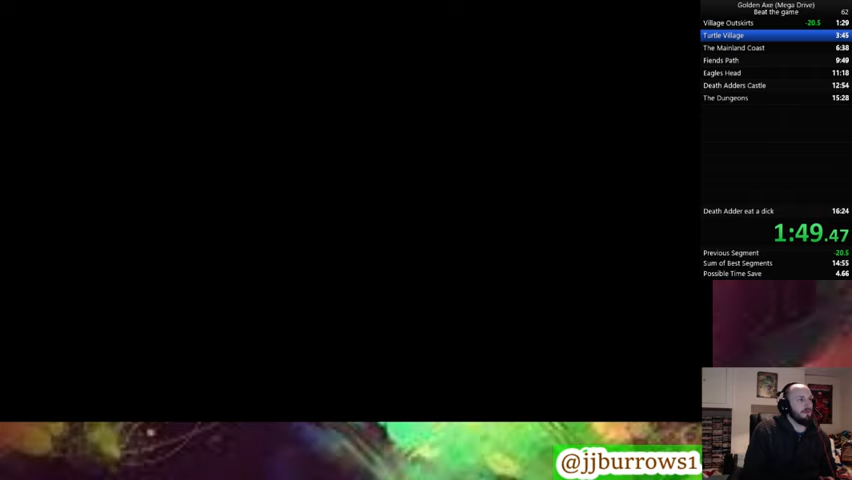 Golden Axe (Mega Drive)
Beat the game 62
Village Outskirts -20.5 1:29
Turtle Village 3:45
The Mainland Coast 6:38
Fiends Path 9:49
Eagles Head 11:18
Death Adders Castle 12:54
The Dungeons 15:28
Death Adder eat a dick 16:24
1:49.47
Previous Segment -20.5
Sum of Best Segments 14:55
Possible Time Save 4.66
@jjburrows1